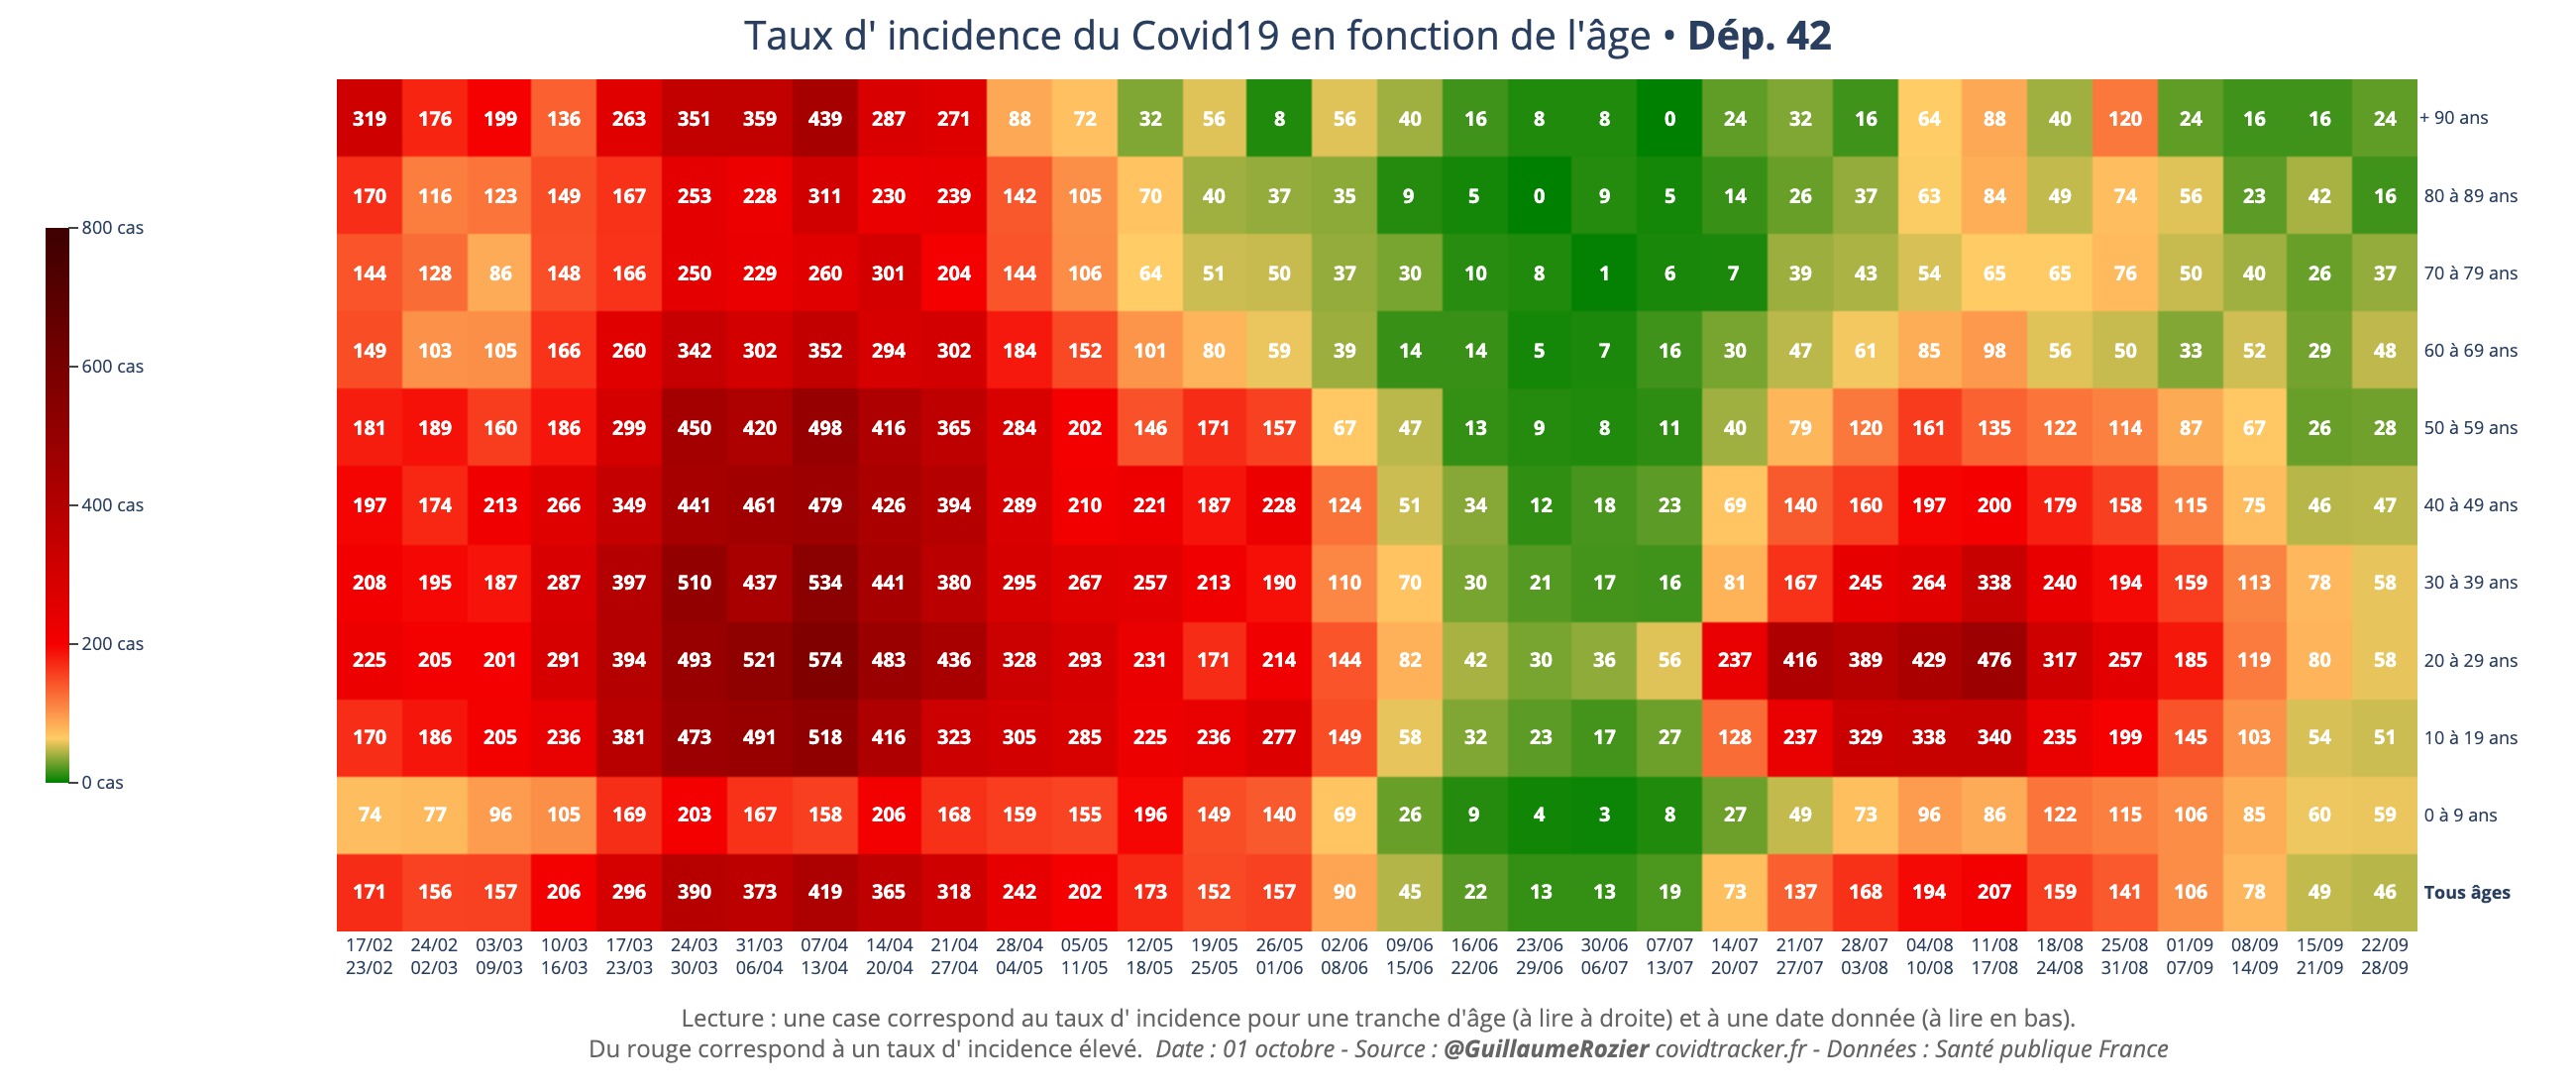 Taux d' incidence du Covid19 en fonction de l'âge • Dép. 42
319 176 199 136 263 351 359 439 287 271 88 72 32 56 8 56 40 16 8 8 0 24 32 16 64 88 40 120 24 16 16 24 + 90 ans
170 116 123 149 167 253 228 311 230 239 142 105 70 40 37 35 9 5 0 9 5 14 26 37 63 84 49 74 56 23 42 16 80 à 89 ans
144 128 86 148 166 250 229 260 301 204 144 106 64 51 50 37 30 10 8 1 6 7 39 43 54 65 65 76 50 40 26 37 70 à 79 ans
149 103 105 166 260 342 302 352 294 302 184 152 101 80 59 39 14 14 5 7 16 30 47 61 85 98 56 50 33 52 29 48 60 à 69 ans
181 189 160 186 299 450 420 498 416 365 284 202 146 171 157 67 47 13 9 8 11 40 79 120 161 135 122 114 87 67 26 28 50 à 59 ans
197 174 213 266 349 441 461 479 426 394 289 210 221 187 228 124 51 34 12 18 23 69 140 160 197 200 179 158 115 75 46 47 40 à 49 ans
208 195 187 287 397 510 437 534 441 380 295 267 257 213 190 110 70 30 21 17 16 81 167 245 264 338 240 194 159 113 78 58 30 à 39 ans
225 205 201 291 394 493 521 574 483 436 328 293 231 171 214 144 82 42 30 36 56 237 416 389 429 476 317 257 185 119 80 58 20 à 29 ans
170 186 205 236 381 473 491 518 416 323 305 285 225 236 277 149 58 32 23 17 27 128 237 329 338 340 235 199 145 103 54 51 10 à 19 ans
74 77 96 105 169 203 167 158 206 168 159 155 196 149 140 69 26 9 4 3 8 27 49 73 96 86 122 115 106 85 60 59 0 à 9 ans
171 156 157 206 296 390 373 419 365 318 242 202 173 152 157 90 45 22 13 13 19 73 137 168 194 207 159 141 106 78 49 46 Tous âges
17/02 24/02 03/03 10/03 17/03 24/03 31/03 07/04 14/04 21/04 28/04 05/05 12/05 19/05 26/05 02/06 09/06 16/06 23/06 30/06 07/07 14/07 21/07 28/07 04/08 11/08 18/08 25/08 01/09 08/09 15/09 22/09
23/02 02/03 09/03 16/03 23/03 30/03 06/04 13/04 20/04 27/04 04/05 11/05 18/05 25/05 01/06 08/06 15/06 22/06 29/06 06/07 13/07 20/07 27/07 03/08 10/08 17/08 24/08 31/08 07/09 14/09 21/09 28/09
800 cas
600 cas
400 cas
200 cas
0 cas
Lecture : une case correspond au taux d' incidence pour une tranche d'âge (à lire à droite) et à une date donnée (à lire en bas).
Du rouge correspond à un taux d' incidence élevé. Date : 01 octobre - Source : @GuillaumeRozier covidtracker.fr - Données : Santé publique France